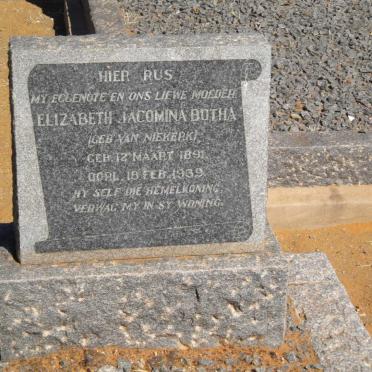 HIER RUS
MY EGGENOTE EN ONS LIEWE MOEDER
ELIZABETH JACOMINA BOTHA
(GEB VAN NIEKERK)
GEB. 12 MAART 1891
OORL. 19 FEB. 1959
HY SELF DIE HEMELKONING
VERWAG MY IN SY WONING.